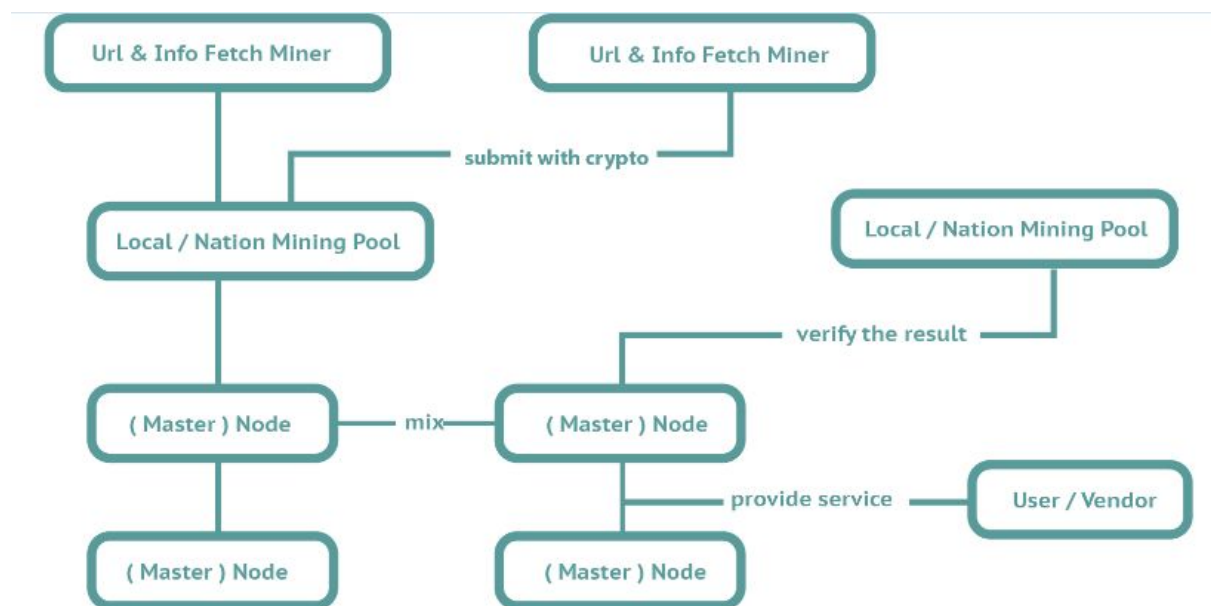 Url & Info Fetch Miner
Url & Info Fetch Miner
submit with crypto
Local / Nation Mining Pool
Local / Nation Mining Pool
verify the result
( Master ) Node
mix
( Master ) Node
provide service
User / Vendor
( Master ) Node
( Master ) Node